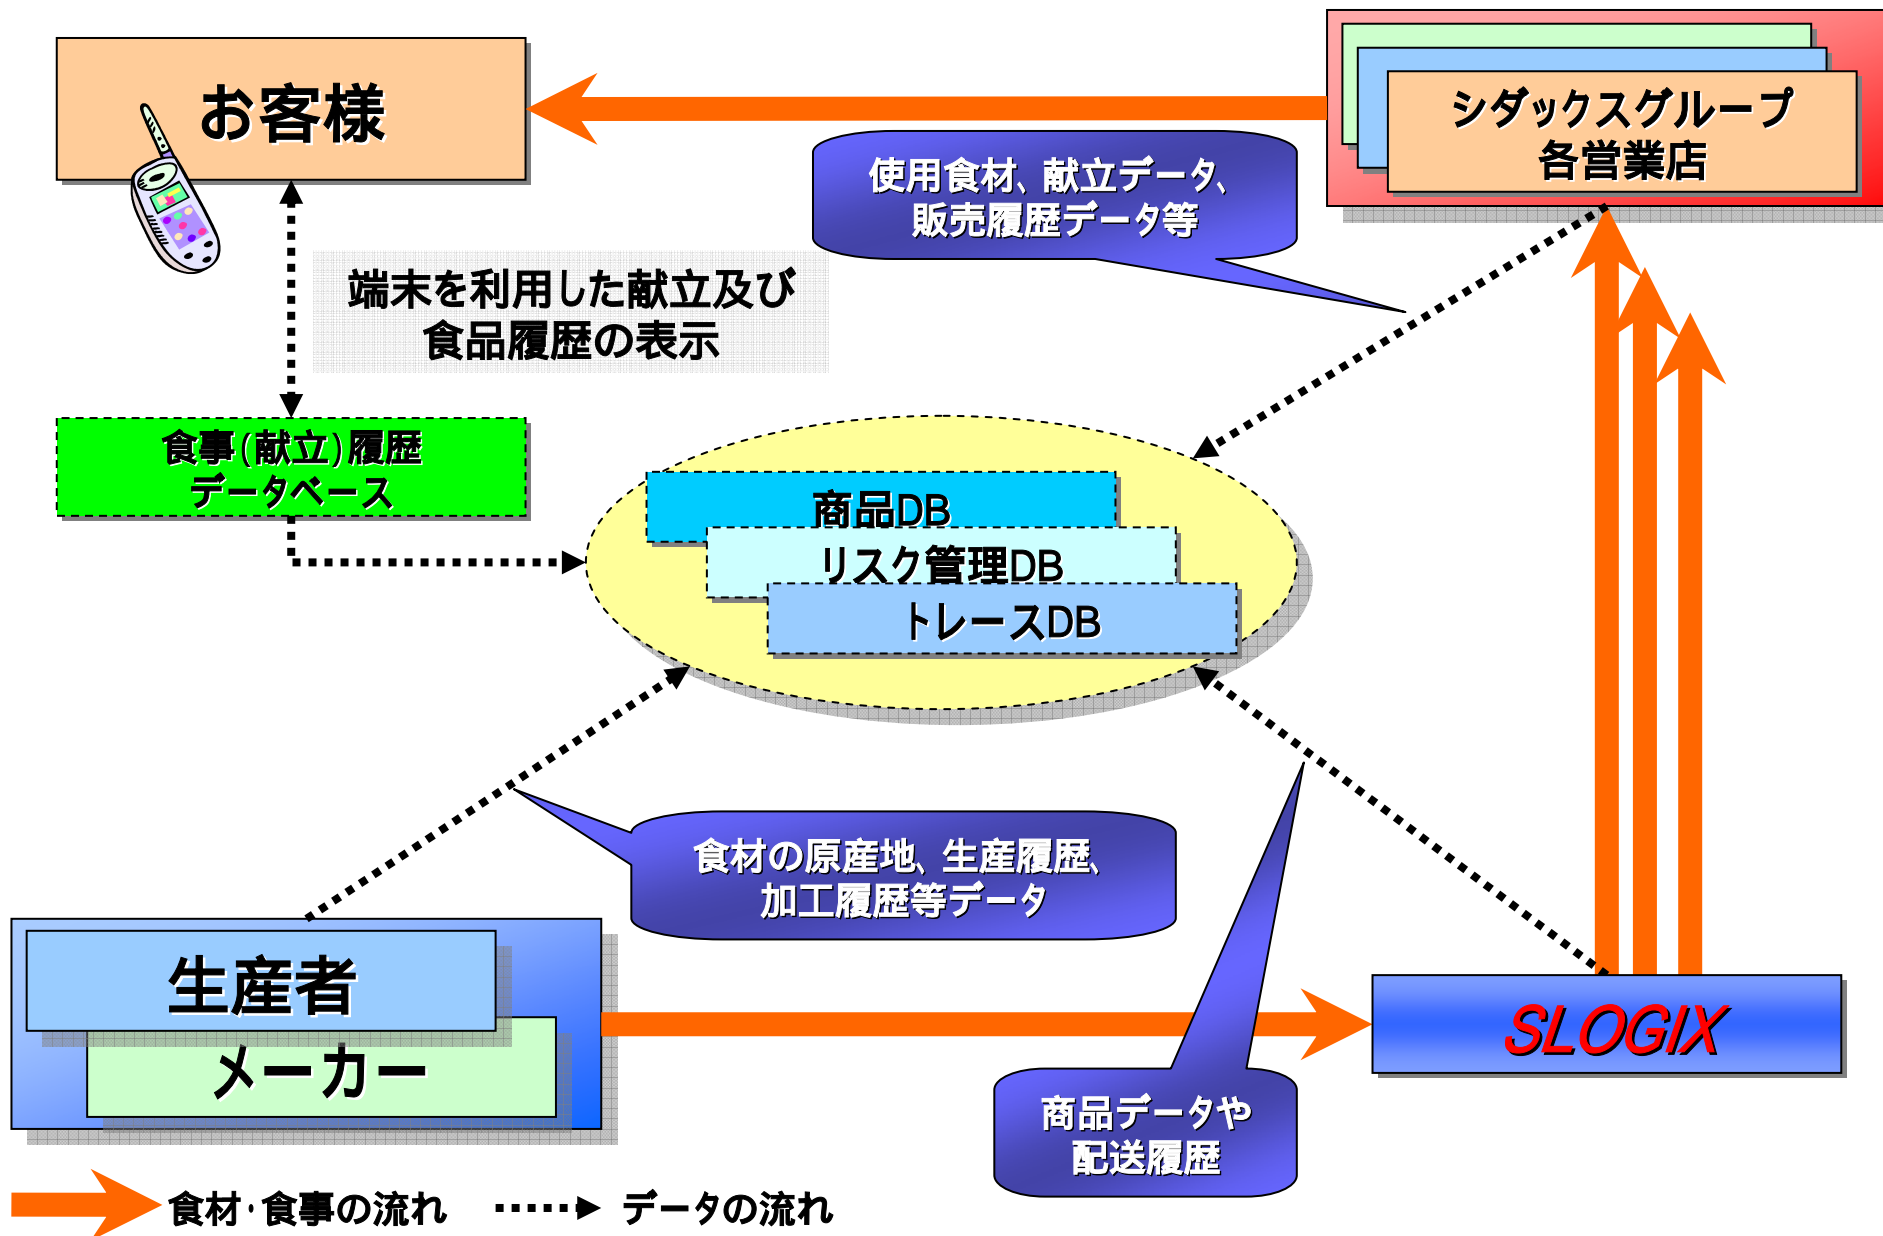 お客様
シダックスグループ
各営業店
使用食材、献立データ、
販売履歴データ等
端末を利用した献立及び
食品履歴の表示
食事(献立)履歴
データベース
商品DB
リスク管理DB
トレースDB
食材の原産地、生産履歴、
加工履歴等データ
生産者
メーカー
SLOGIX
商品データや
配送履歴
食材・食事の流れ
データの流れ